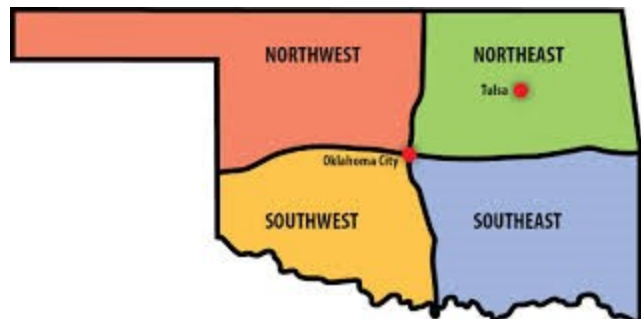 NORTHWEST
NORTHEAST
Tulsa
Oklahoma City
SOUTHWEST
SOUTHEAST